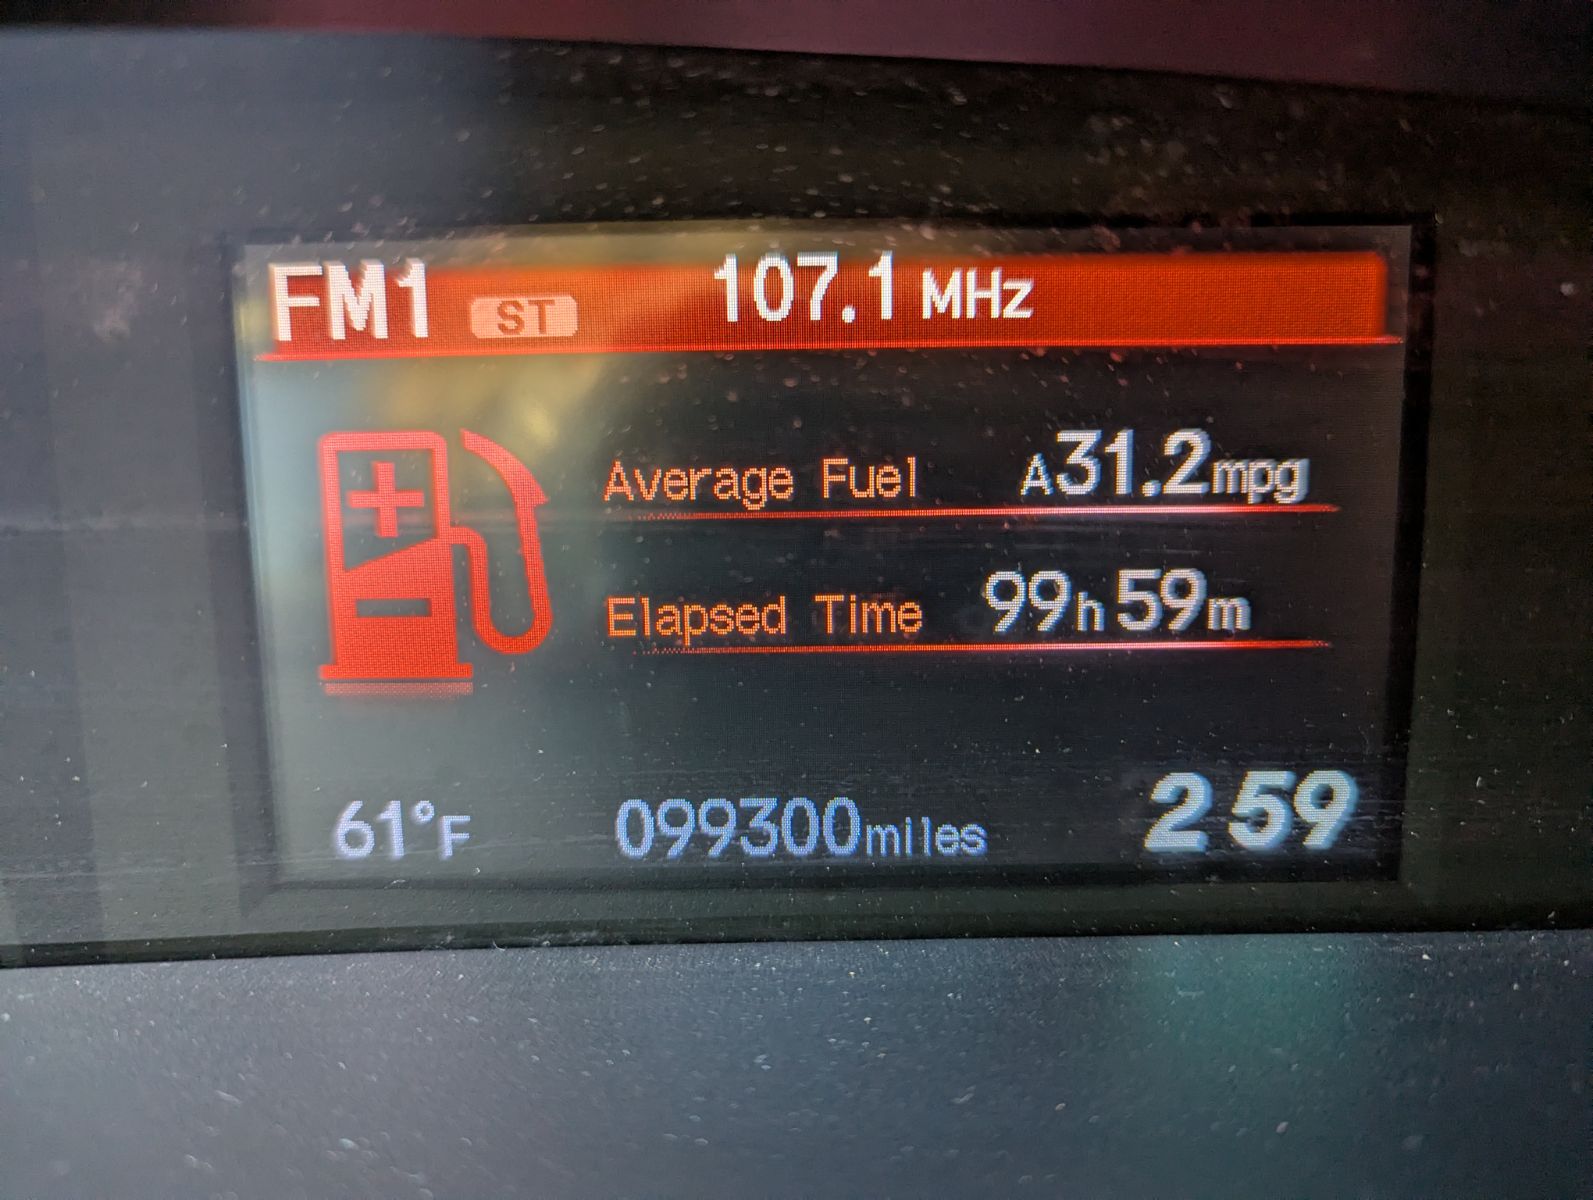 FM1 ST 107.1 MHz
Average Fuel A31.2mpg
Elapsed Time 99h59m
61°F 099300miles 2 59